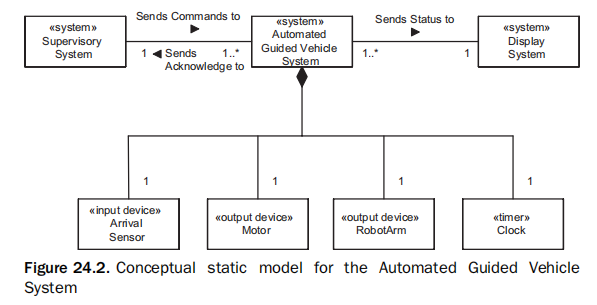 Sends Commands to
Sends Status to
«system»
Supervisory
System
«system»
Automated
Guided Vehicle
System
«system»
Display
System
1
Sends
Acknowledge to
1..*
1..*
1
1
1
1
1
«input device»
Arrival
Sensor
«output device»
Motor
«output device»
RobotArm
«timer»
Clock
Figure 24.2. Conceptual static model for the Automated Guided Vehicle
System